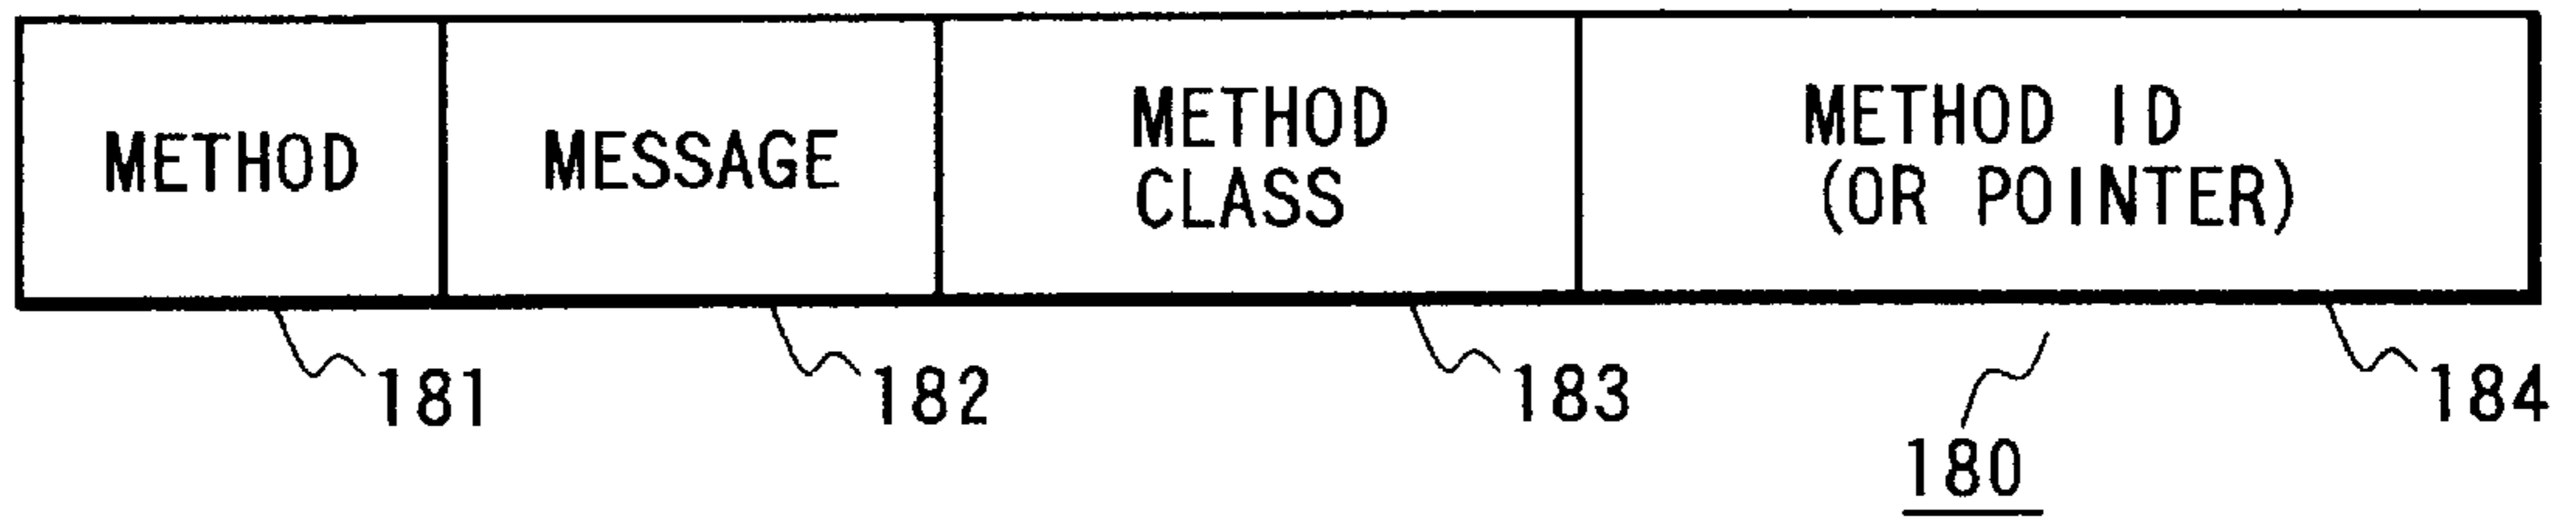 METHOD
MESSAGE
METHOD
CLASS
METHOD ID
(OR POINTER)
181
182
183
184
180